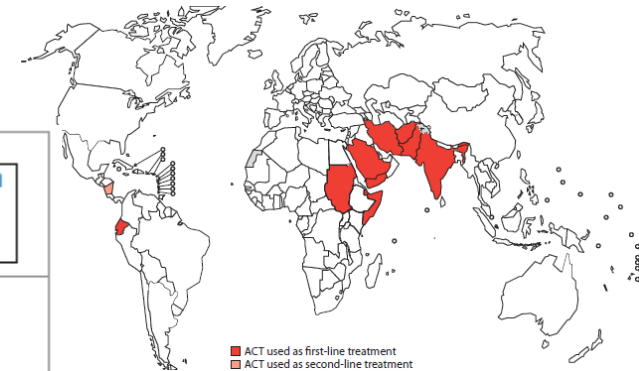 ACT used as first-line treatment
ACT used as second-line treatment